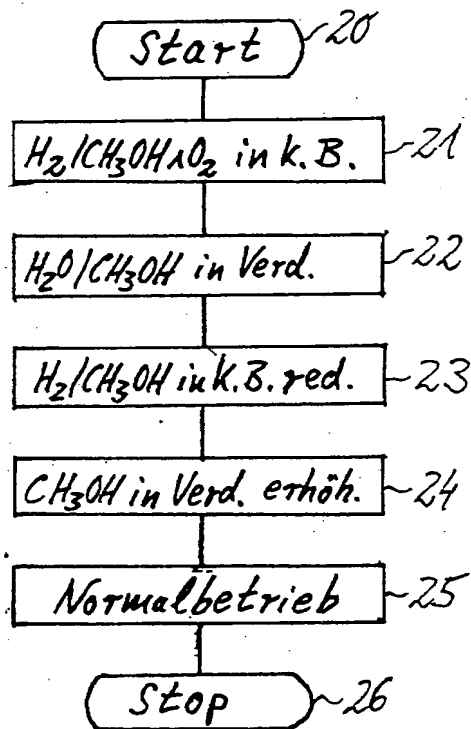 Start 20
H₂/CH₃OH∧O₂ in k.B. 21
H₂O/CH₃OH in Verd. 22
H₂/CH₃OH in K.B. red. 23
CH₃OH in Verd. erhöh. 24
Normalbetrieb 25
Stop 26